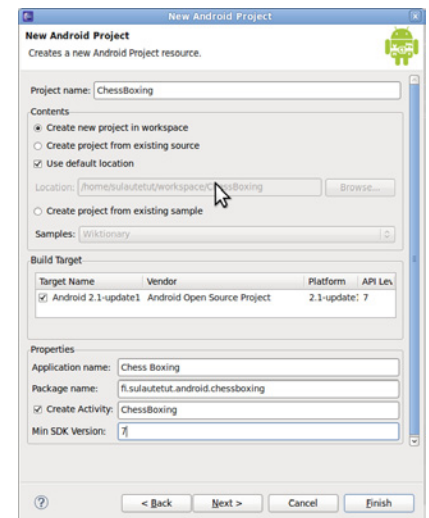 New Android Project
New Android Project
Creates a new Android Project resource.
Project name: ChessBoxing
Contents
Create new project in workspace
Create project from existing source
Use default location
Location: /home/sulautetut/workspace/ChessBoxing Browse...
Create project from existing sample
Samples: Wiktionary
Build Target
Target Name Vendor Platform API Lev
Android 2.1-update1 Android Open Source Project 2.1-update: 7
Properties
Application name: Chess Boxing
Package name: fi.sulautetut.android.chessboxing
Create Activity: ChessBoxing
Min SDK Version: 7
? < Back Next > Cancel Finish